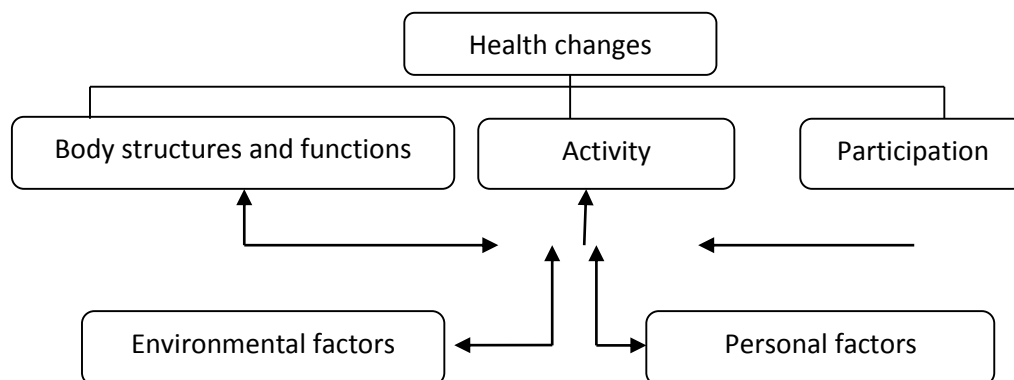 Health changes
Body structures and functions
Activity
Participation
Environmental factors
Personal factors